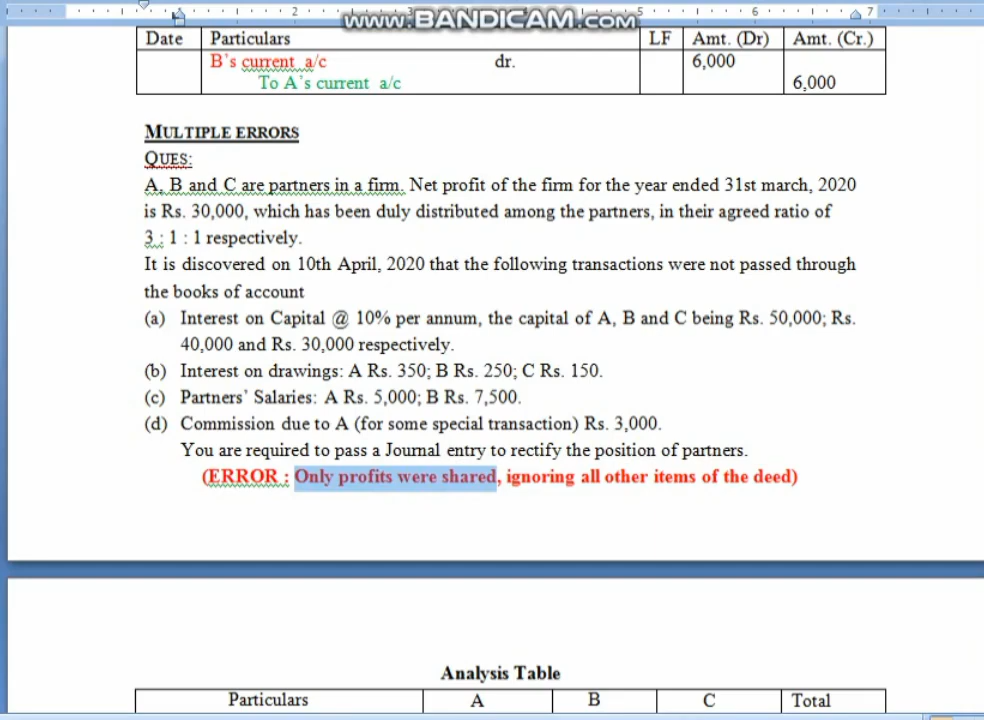 2 3 5 6 7
www.BANDICAM.com
Date Particulars LF Amt. (Dr) Amt. (Cr.)
B's current a/c dr. 6,000
To A's current a/c 6,000
MULTIPLE ERRORS
QUES:
A, B and C are partners in a firm. Net profit of the firm for the year ended 31st march, 2020
is Rs. 30,000, which has been duly distributed among the partners, in their agreed ratio of
3 : 1 : 1 respectively.
It is discovered on 10th April, 2020 that the following transactions were not passed through
the books of account
(a) Interest on Capital @ 10% per annum, the capital of A, B and C being Rs. 50,000; Rs.
40,000 and Rs. 30,000 respectively.
(b) Interest on drawings: A Rs. 350; B Rs. 250; C Rs. 150.
(c) Partners' Salaries: A Rs. 5,000; B Rs. 7,500.
(d) Commission due to A (for some special transaction) Rs. 3,000.
You are required to pass a Journal entry to rectify the position of partners.
(ERROR : Only profits were shared, ignoring all other items of the deed)
Analysis Table
Particulars A B C Total